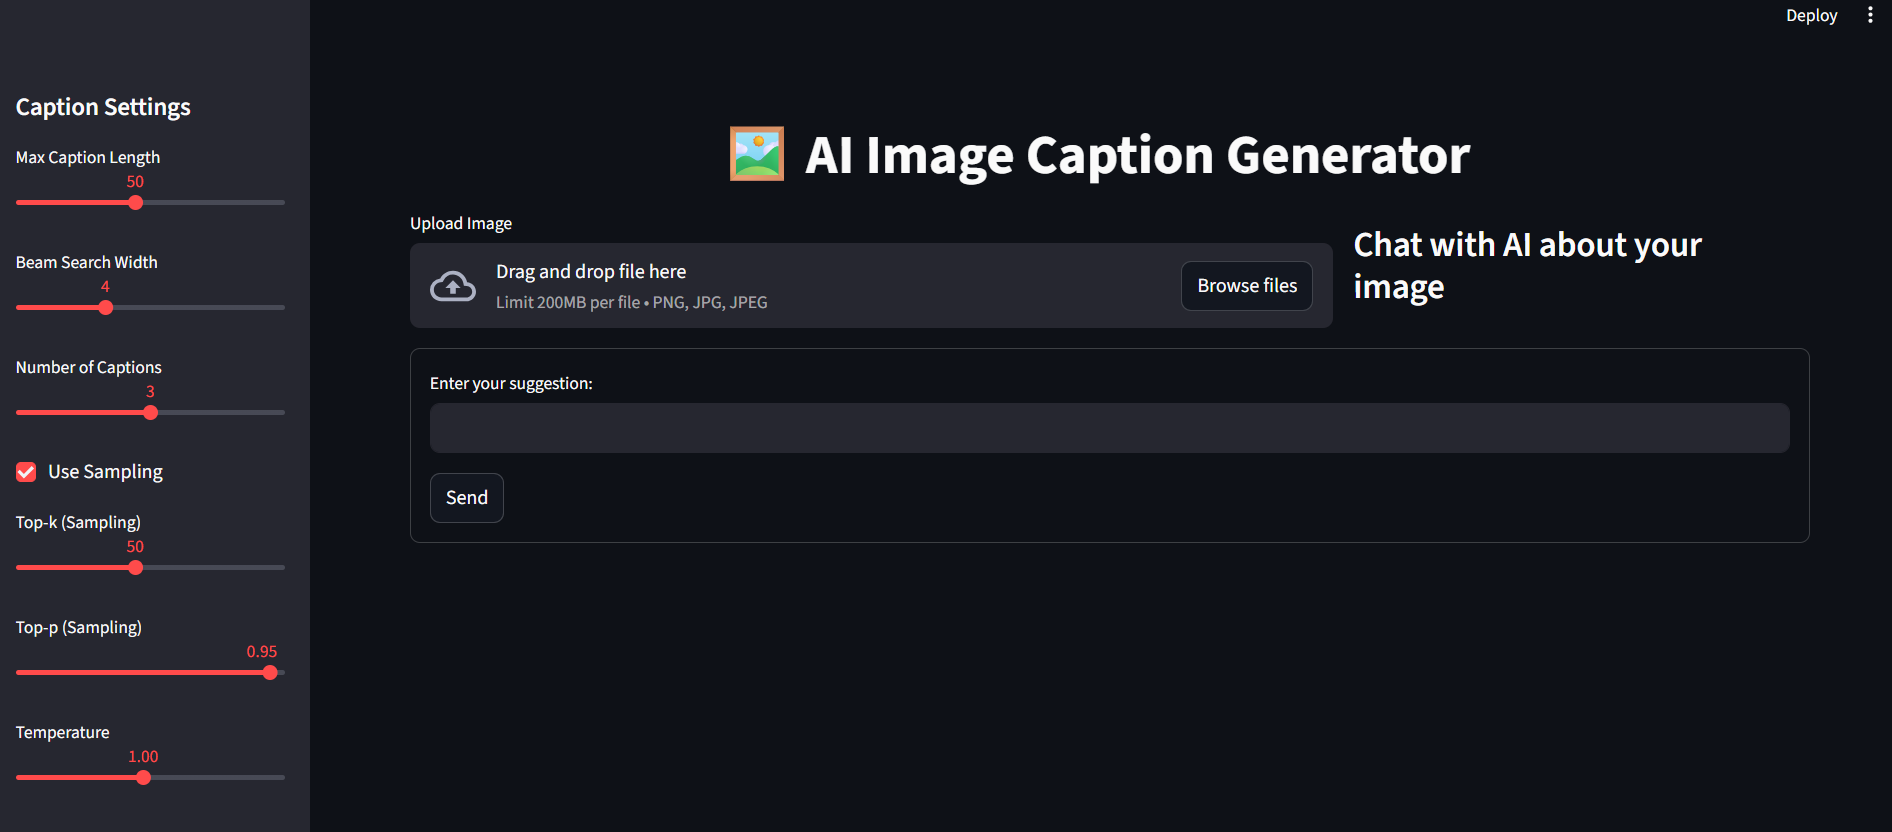 Deploy
Caption Settings
Max Caption Length
50
Beam Search Width
4
Number of Captions
3
Use Sampling
Top-k (Sampling)
50
Top-p (Sampling)
0.95
Temperature
1.00
AI Image Caption Generator
Upload Image
Drag and drop file here
Limit 200MB per file • PNG, JPG, JPEG
Browse files
Chat with AI about your
image
Enter your suggestion:
Send